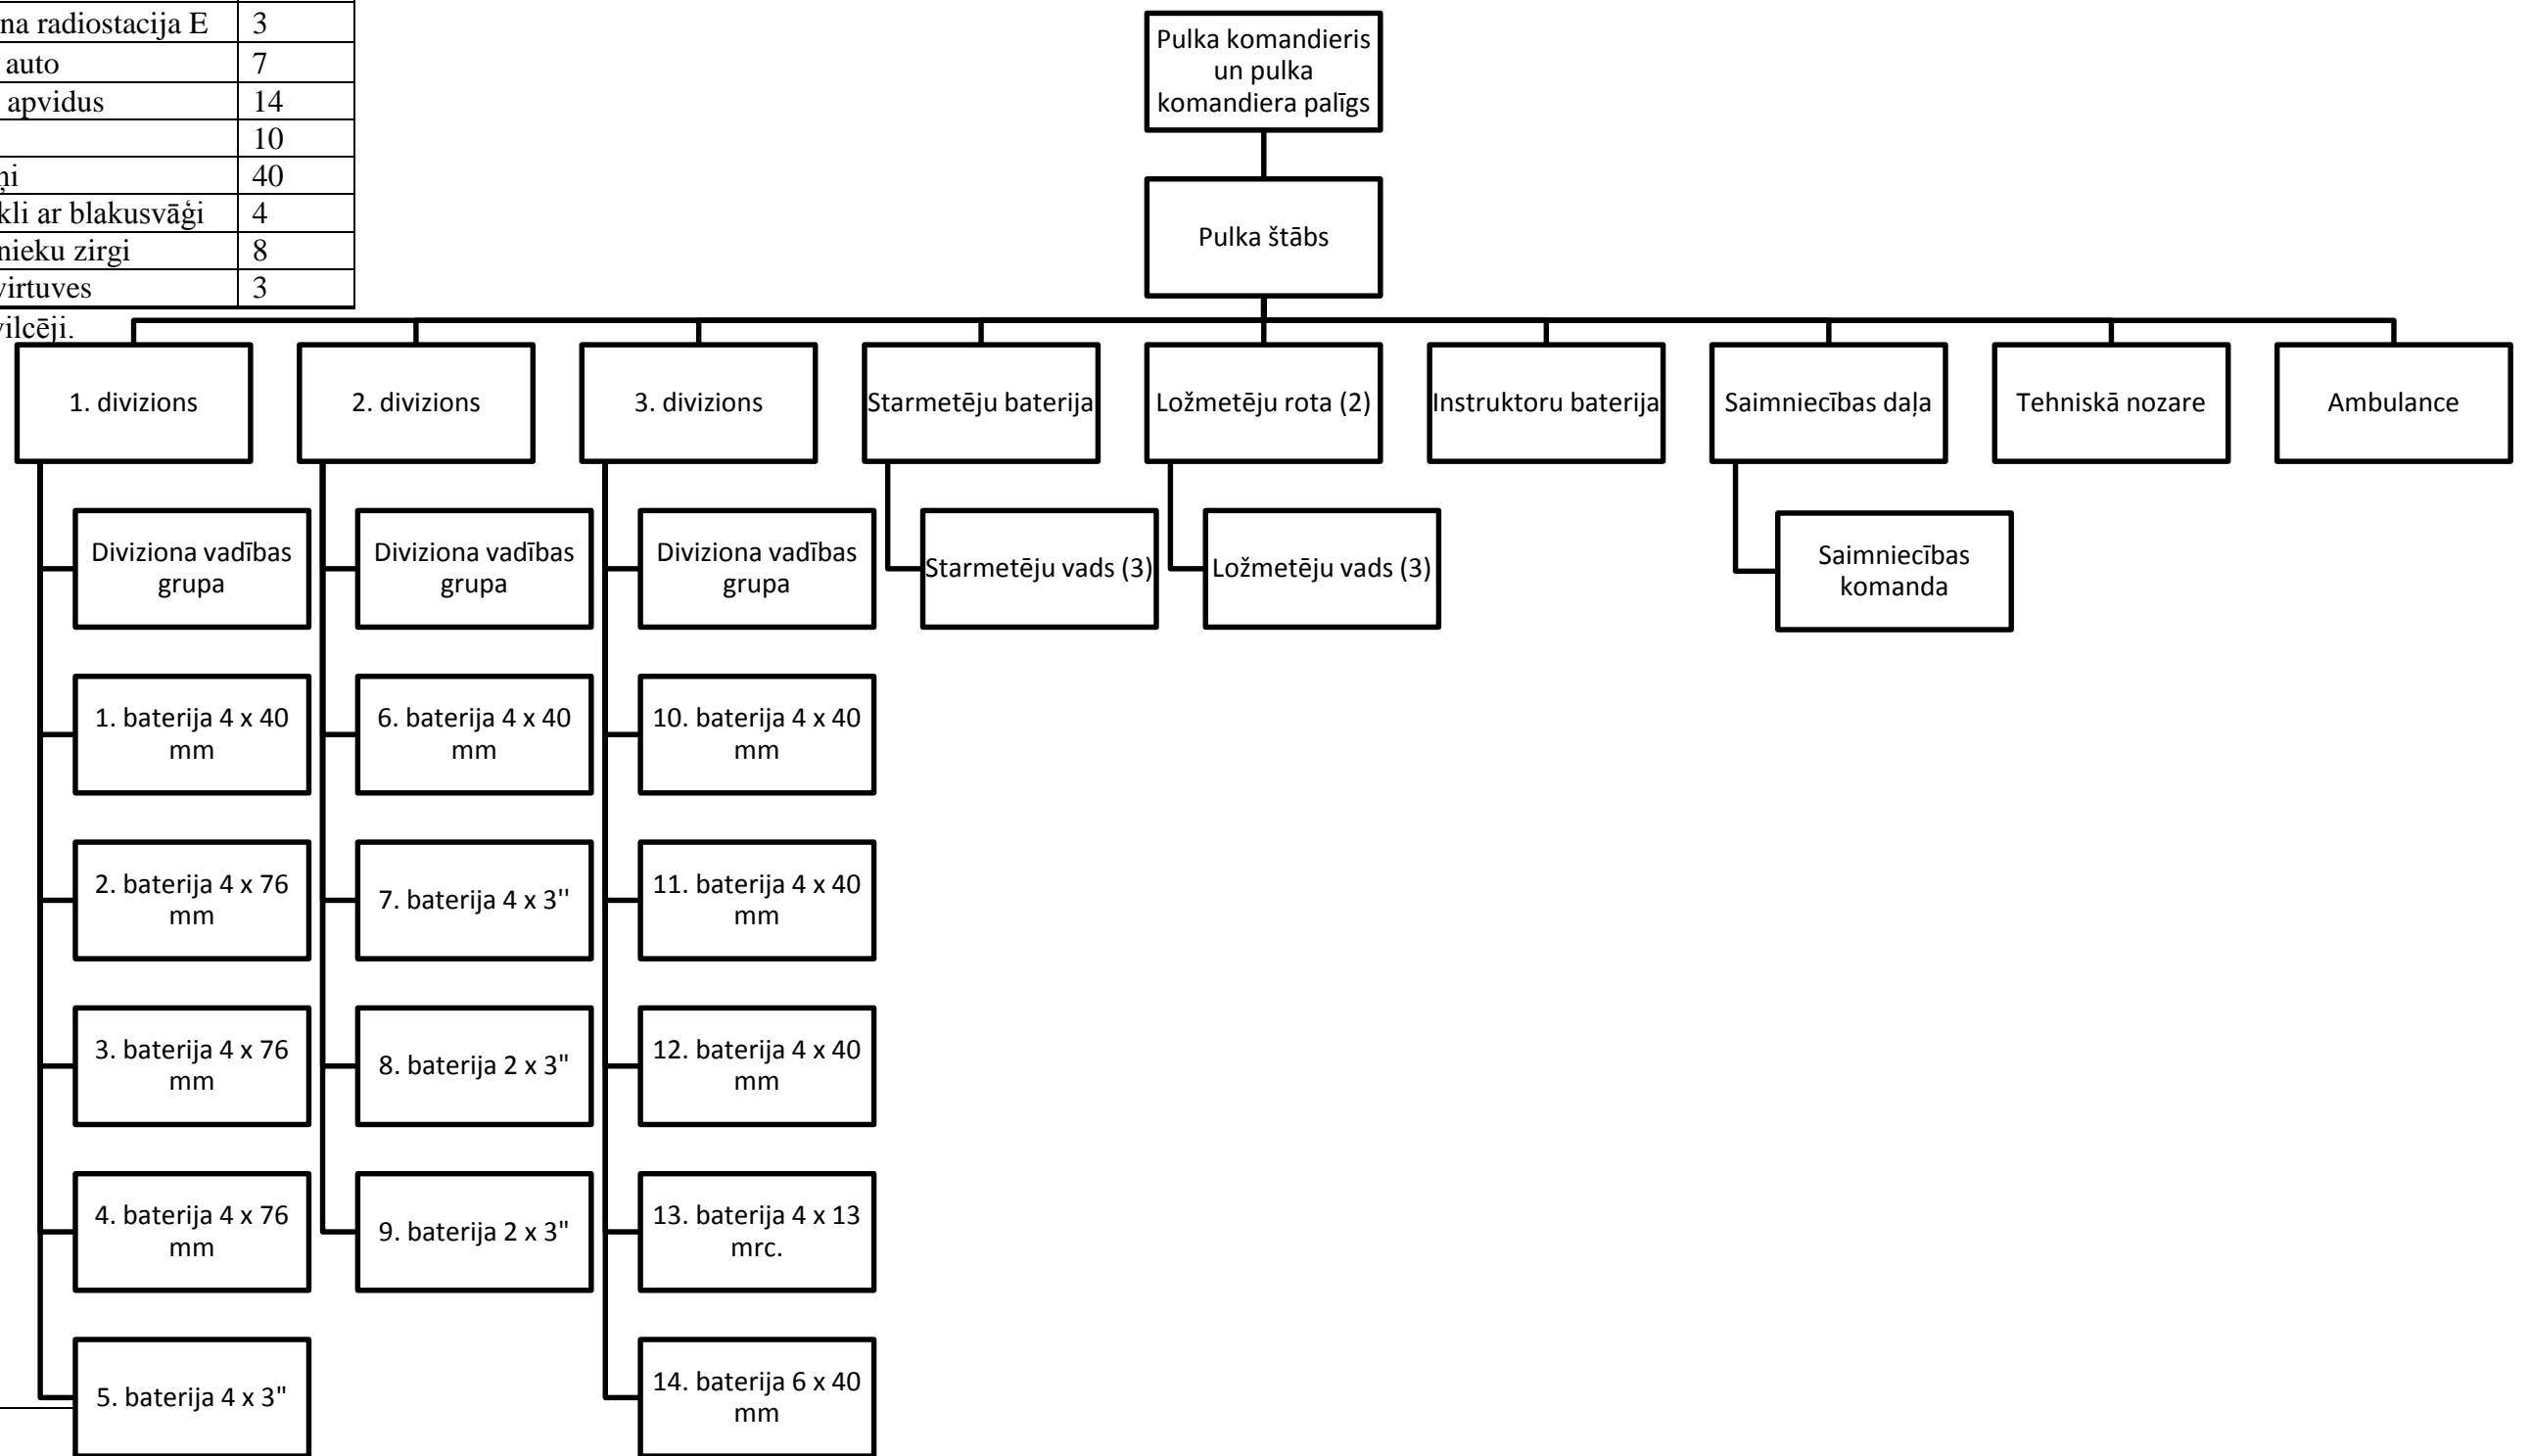 na radiostacija E 3
auto 7
apvidus 14
10
ņi 40
kli ar blakusvāģi 4
nieku zirgi 8
virtuves 3
vilcēji.
Pulka komandieris
un pulka
komandiera palīgs
Pulka štābs
1. divizions
2. divizions
3. divizions
Starmetēju baterija
Ložmetēju rota (2)
Instruktoru baterija
Saimniecības daļa
Tehniskā nozare
Ambulance
Diviziona vadības
grupa
1. baterija 4 x 40
mm
2. baterija 4 x 76
mm
3. baterija 4 x 76
mm
4. baterija 4 x 76
mm
5. baterija 4 x 3"
Diviziona vadības
grupa
6. baterija 4 x 40
mm
7. baterija 4 x 3''
8. baterija 2 x 3"
9. baterija 2 x 3"
Diviziona vadības
grupa
10. baterija 4 x 40
mm
11. baterija 4 x 40
mm
12. baterija 4 x 40
mm
13. baterija 4 x 13
mrc.
14. baterija 6 x 40
mm
Starmetēju vads (3)
Ložmetēju vads (3)
Saimniecības
komanda